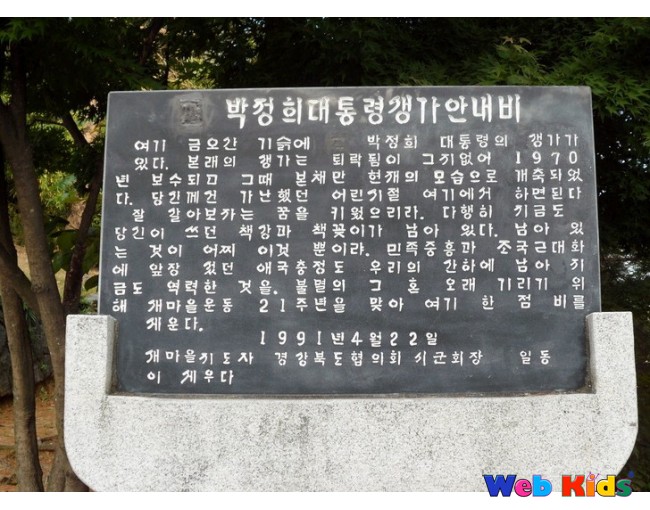 박정희대통령생가안내비
여기 금오산 기슭에 박정희 대통령의 생가가
있다. 본래의 생가는 퇴락됨이 그지없어 1970
년 보수되고 그때 본채만 현재의 모습으로 개축되었
다. 당신께선 가난했던 어린시절 여기에서 하면된다
잘 살아보자는 꿈을 키웠으리라. 다행히 지금도
당신이 쓰던 책상과 책꽂이가 남아 있다. 남아 있
는 것이 어찌 이것 뿐이랴. 민족중흥과 조국근대화
에 앞장 섰던 애국충정도 우리의 산하에 남아 지
금도 역력한 것을. 불멸의 그 혼 오래 기리기 위
해 새마을운동 21주년을 맞아 여기 한 점 비를
세운다.
1991년 4월 22일
새마을지도자 경상북도협의회 시군회장 일동
이 세우다
Web Kids